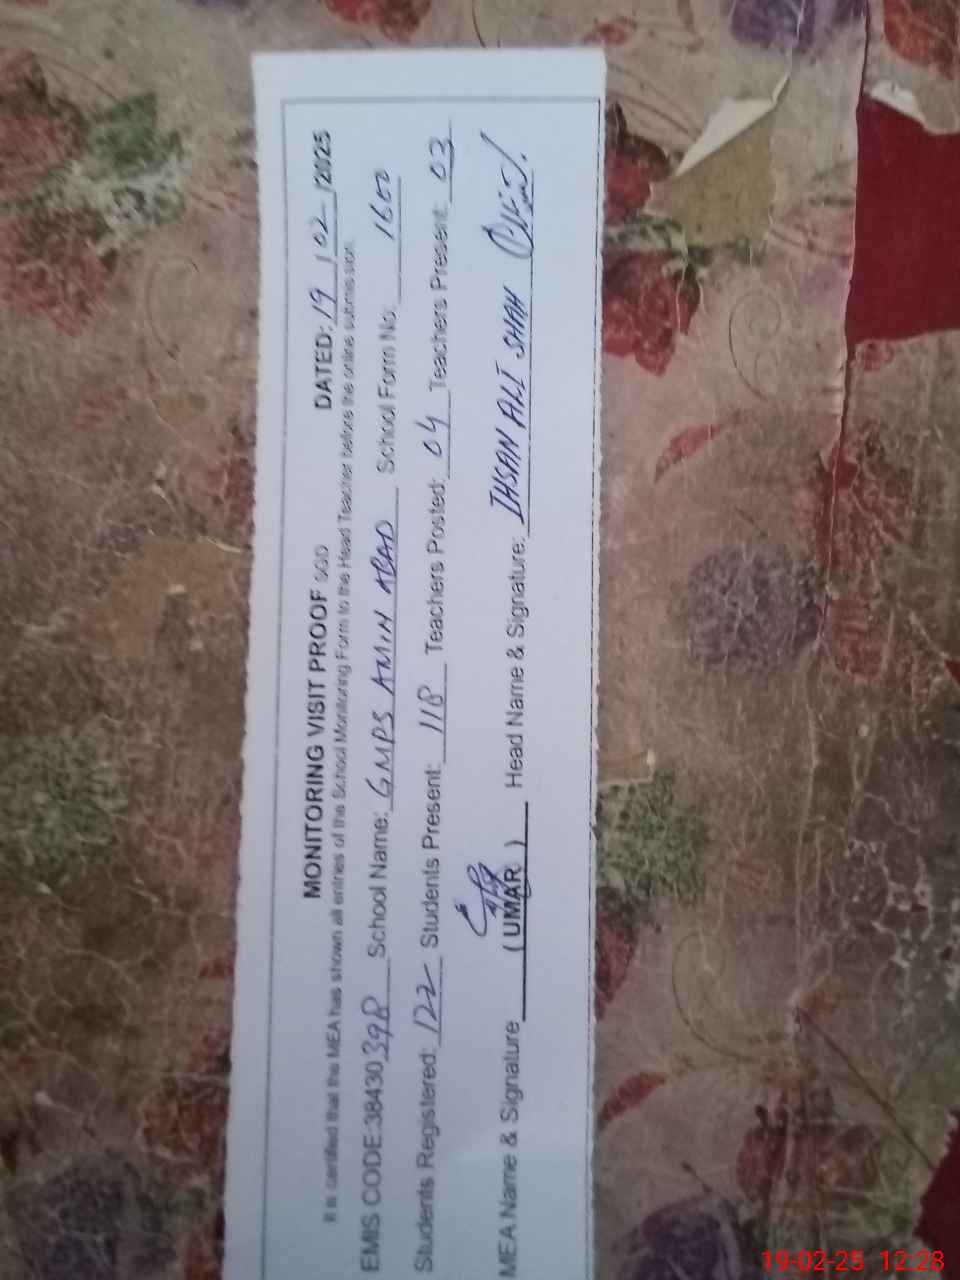 MONITORING VISIT PROOF SGD DATED: 19/02/2025
It is certified that the MEA has shown all entries of the School Monitoring Form to the Head Teacher before the online submission.
EMIS CODE:38430398 School Name: GMPS AMIN ABAD School Form No: 1600
Students Registered: 122 Students Present: 118 Teachers Posted: 04 Teachers Present: 03
MEA Name & Signature (UMAR) Head Name & Signature: IHSAN ALI SHAH
19-02-25 12:28